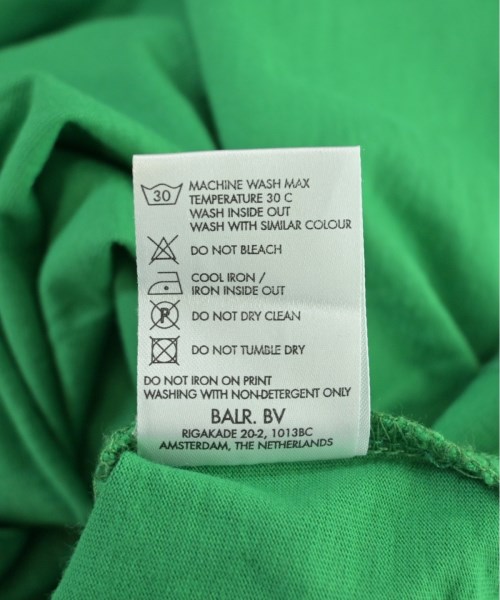 30 MACHINE WASH MAX
TEMPERATURE 30 C
WASH INSIDE OUT
WASH WITH SIMILAR COLOUR
DO NOT BLEACH
COOL IRON /
IRON INSIDE OUT
P DO NOT DRY CLEAN
DO NOT TUMBLE DRY
DO NOT IRON ON PRINT
WASHING WITH NON-DETERGENT ONLY
BALR. BV
RIGAKADE 20-2, 1013BC
AMSTERDAM, THE NETHERLANDS